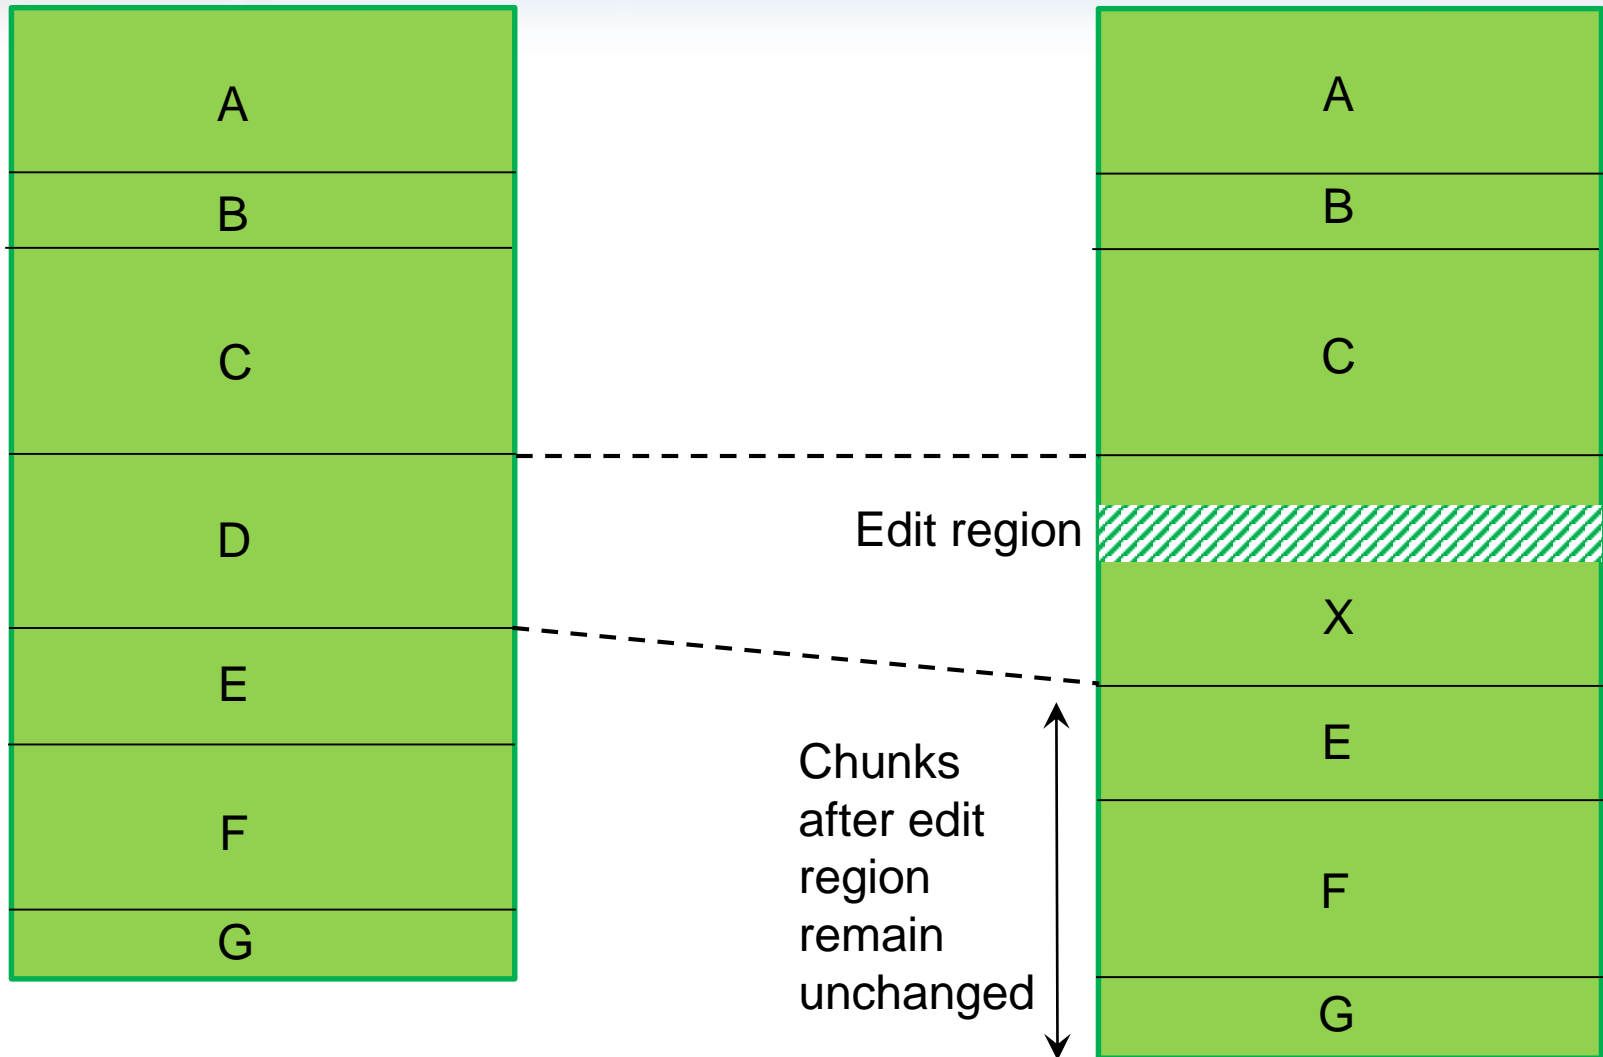 A
B
C
D
E
F
G
Edit region
Chunks
after edit
region
remain
unchanged
A
B
C
X
E
F
G